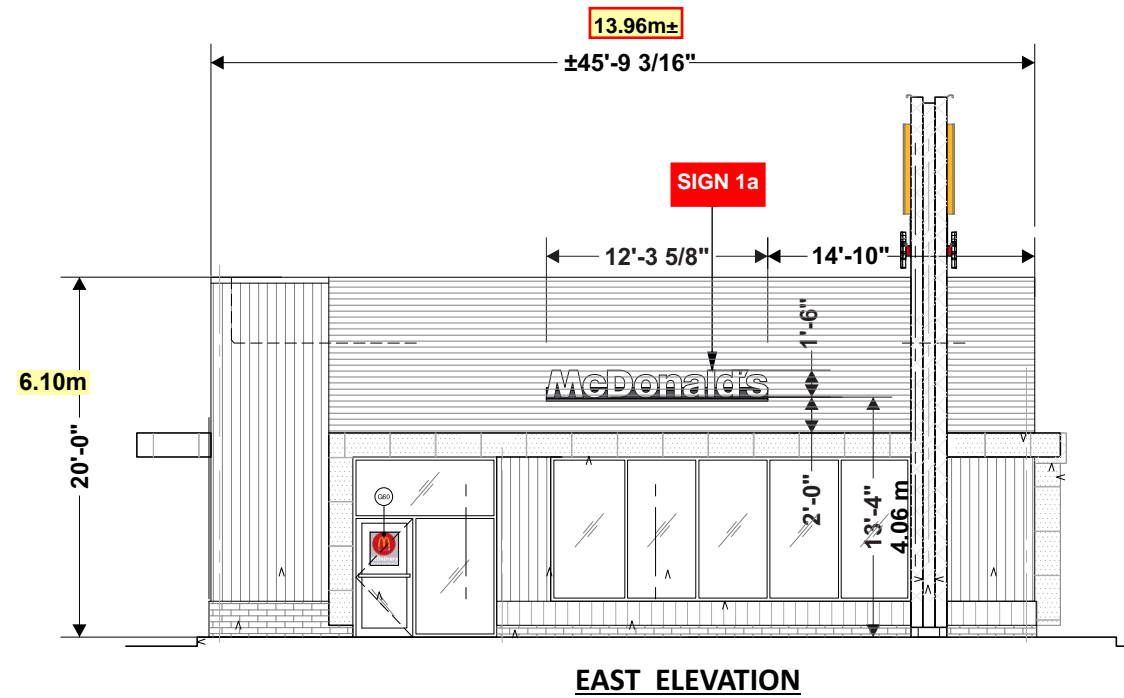 13.96m±
±45'-9 3/16"
SIGN 1a
12'-3 5/8"
14'-10"
1'-6"
McDonald's
6.10m
20'-0"
2'-0"
13'-4"
4.06 m
G60
EAST ELEVATION